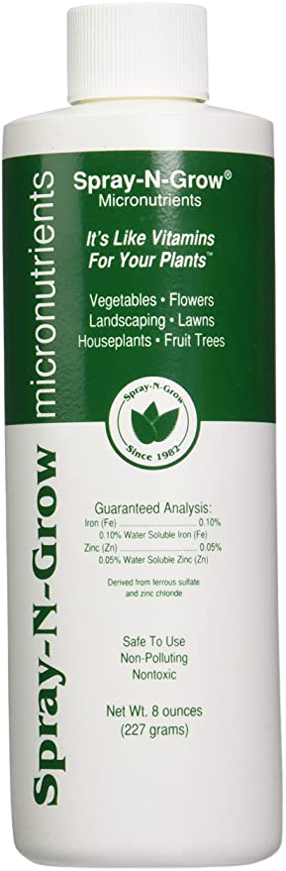 Spray-N-Grow micronutrients
Spray-N-Grow®
Micronutrients
It's Like Vitamins
For Your Plants™
Vegetables • Flowers
Landscaping • Lawns
Houseplants • Fruit Trees
Spray-N-Grow
Since 1982
Guaranteed Analysis:
Iron (Fe) ........................ 0.10%
0.10% Water Soluble Iron (Fe)
Zinc (Zn) ........................ 0.05%
0.05% Water Soluble Zinc (Zn)
Derived from ferrous sulfate
and zinc chloride
Safe To Use
Non-Polluting
Nontoxic
Net Wt. 8 ounces
(227 grams)